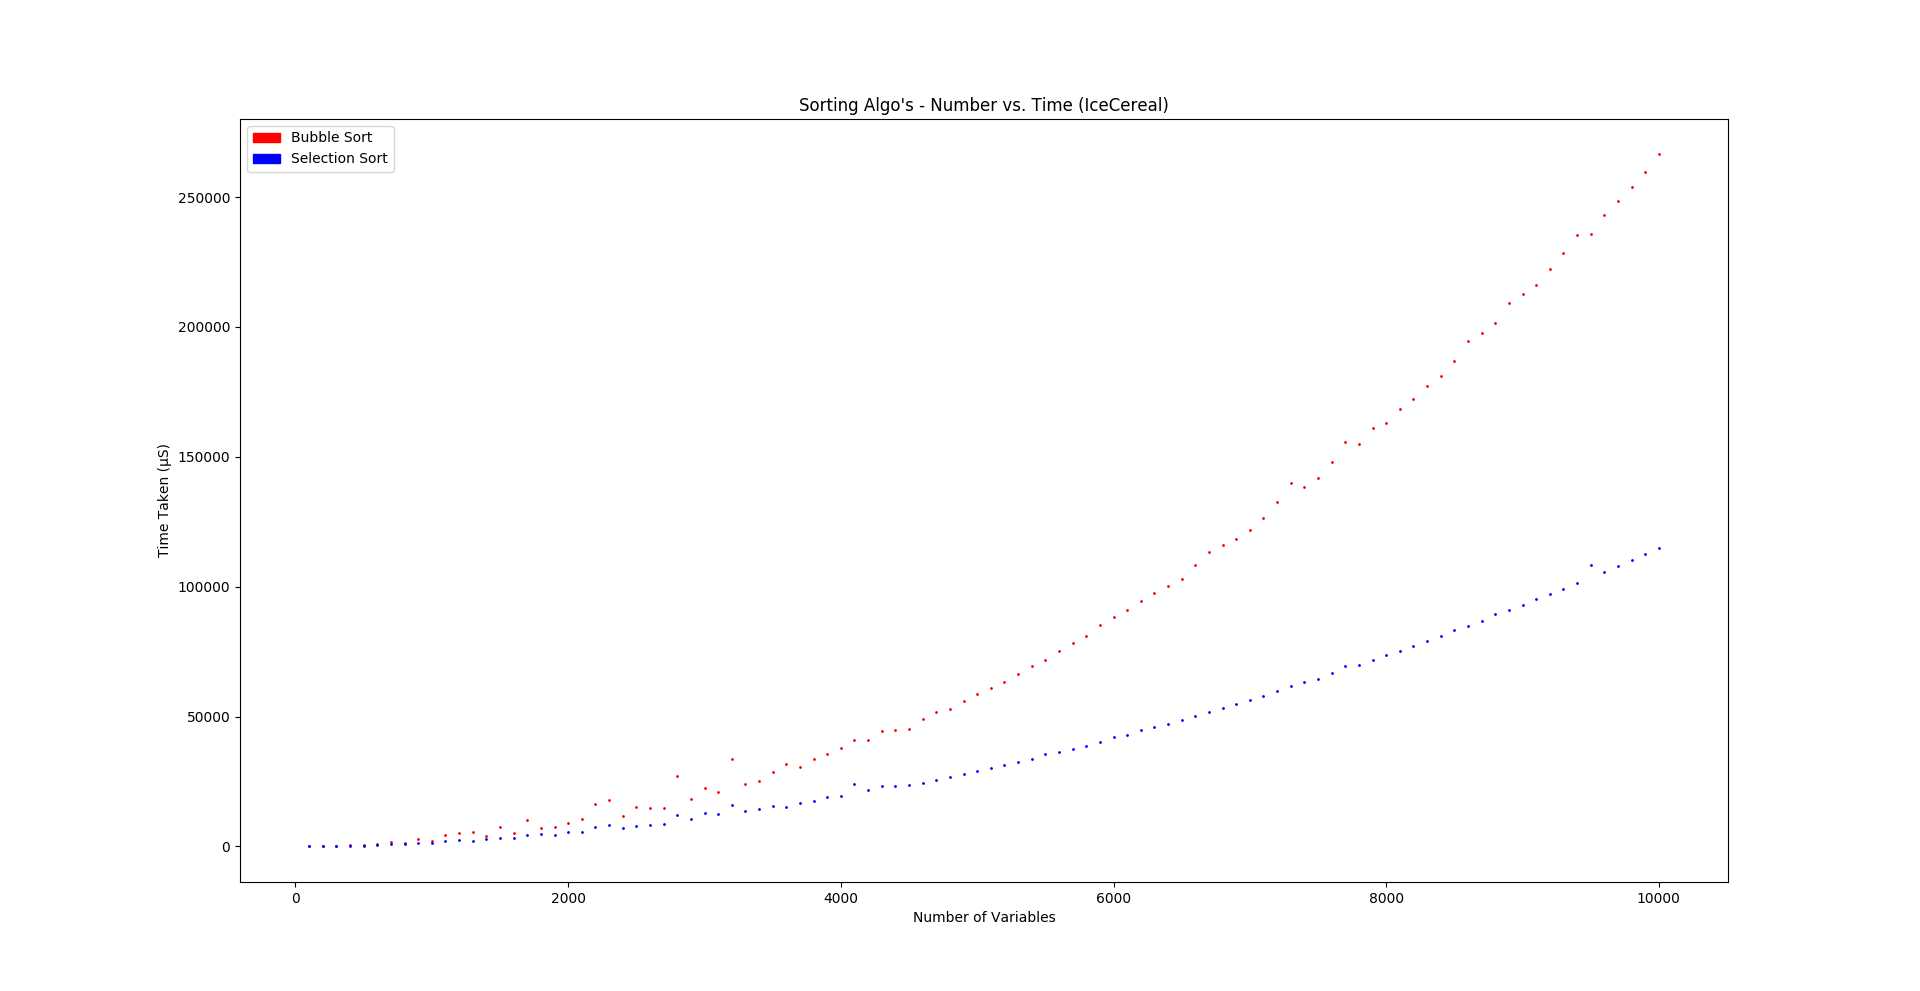 Sorting Algo's - Number vs. Time (IceCereal)
Bubble Sort
Selection Sort
250000
200000
150000
100000
50000
0
Time Taken (µS)
0 2000 4000 6000 8000 10000
Number of Variables